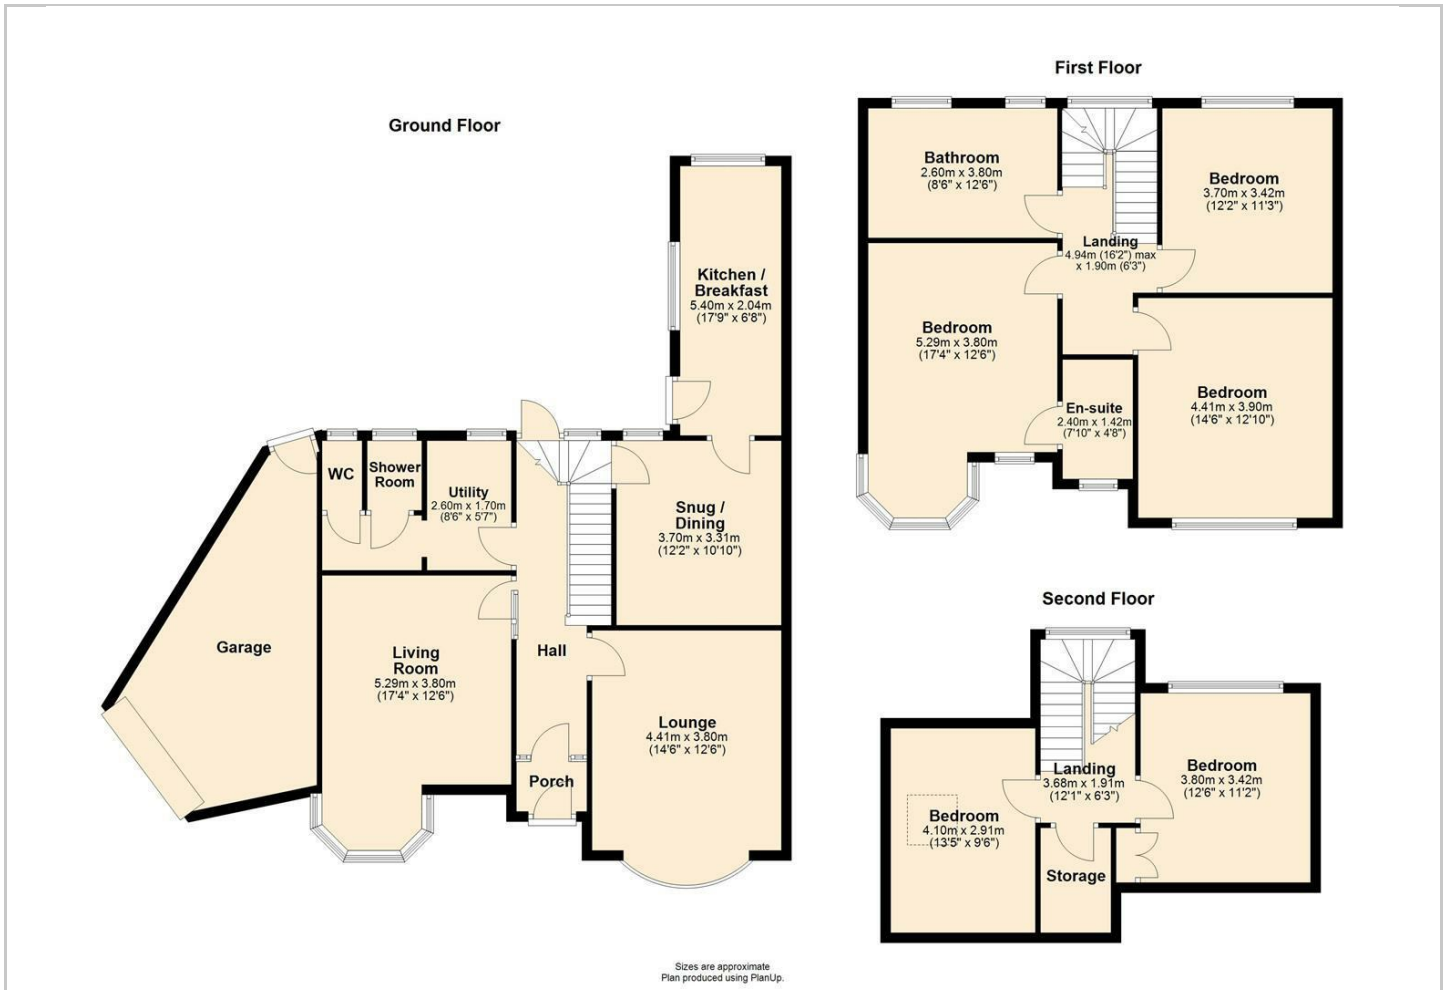 Ground Floor
Kitchen /
Breakfast
5.40m x 2.04m
(17'9" x 6'8")
WC
Shower
Room
Utility
2.60m x 1.70m
(8'6" x 5'7")
Snug /
Dining
3.70m x 3.31m
(12'2" x 10'10")
Garage
Living
Room
5.29m x 3.80m
(17'4" x 12'6")
Hall
Lounge
4.41m x 3.80m
(14'6" x 12'6")
Porch
First Floor
Bathroom
2.60m x 3.80m
(8'6" x 12'6")
Bedroom
3.70m x 3.42m
(12'2" x 11'3")
Landing
4.94m (16'2") max
x 1.90m (6'3")
Bedroom
5.29m x 3.80m
(17'4" x 12'6")
En-suite
2.40m x 1.42m
(7'10" x 4'8")
Bedroom
4.41m x 3.90m
(14'6" x 12'10")
Second Floor
Landing
3.68m x 1.91m
(12'1" x 6'3")
Bedroom
3.80m x 3.42m
(12'6" x 11'2")
Bedroom
4.10m x 2.91m
(13'5" x 9'6")
Storage
Sizes are approximate
Plan produced using PlanUp.